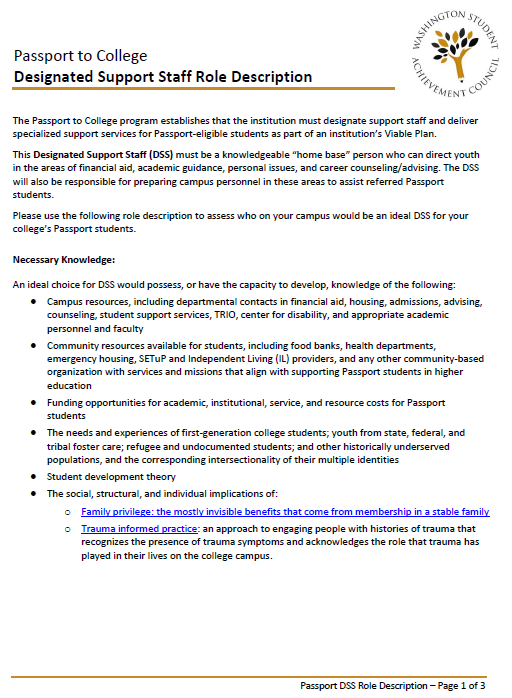 WASHINGTON STUDENT
ACHIEVEMENT COUNCIL
Passport to College
Designated Support Staff Role Description
The Passport to College program establishes that the institution must designate support staff and deliver
specialized support services for Passport-eligible students as part of an institution's Viable Plan.
This Designated Support Staff (DSS) must be a knowledgeable "home base" person who can direct youth
in the areas of financial aid, academic guidance, personal issues, and career counseling/advising. The DSS
will also be responsible for preparing campus personnel in these areas to assist referred Passport
students.
Please use the following role description to assess who on your campus would be an ideal DSS for your
college's Passport students.
Necessary Knowledge:
An ideal choice for DSS would possess, or have the capacity to develop, knowledge of the following:
● Campus resources, including departmental contacts in financial aid, housing, admissions, advising,
counseling, student support services, TRIO, center for disability, and appropriate academic
personnel and faculty
● Community resources available for students, including food banks, health departments,
emergency housing, SETuP and Independent Living (IL) providers, and any other community-based
organization with services and missions that align with supporting Passport students in higher
education
● Funding opportunities for academic, institutional, service, and resource costs for Passport
students
● The needs and experiences of first-generation college students; youth from state, federal, and
tribal foster care; refugee and undocumented students; and other historically underserved
populations, and the corresponding intersectionality of their multiple identities
● Student development theory
● The social, structural, and individual implications of:
○ Family privilege: the mostly invisible benefits that come from membership in a stable family
○ Trauma informed practice: an approach to engaging people with histories of trauma that
recognizes the presence of trauma symptoms and acknowledges the role that trauma has
played in their lives on the college campus.
Passport DSS Role Description – Page 1 of 3